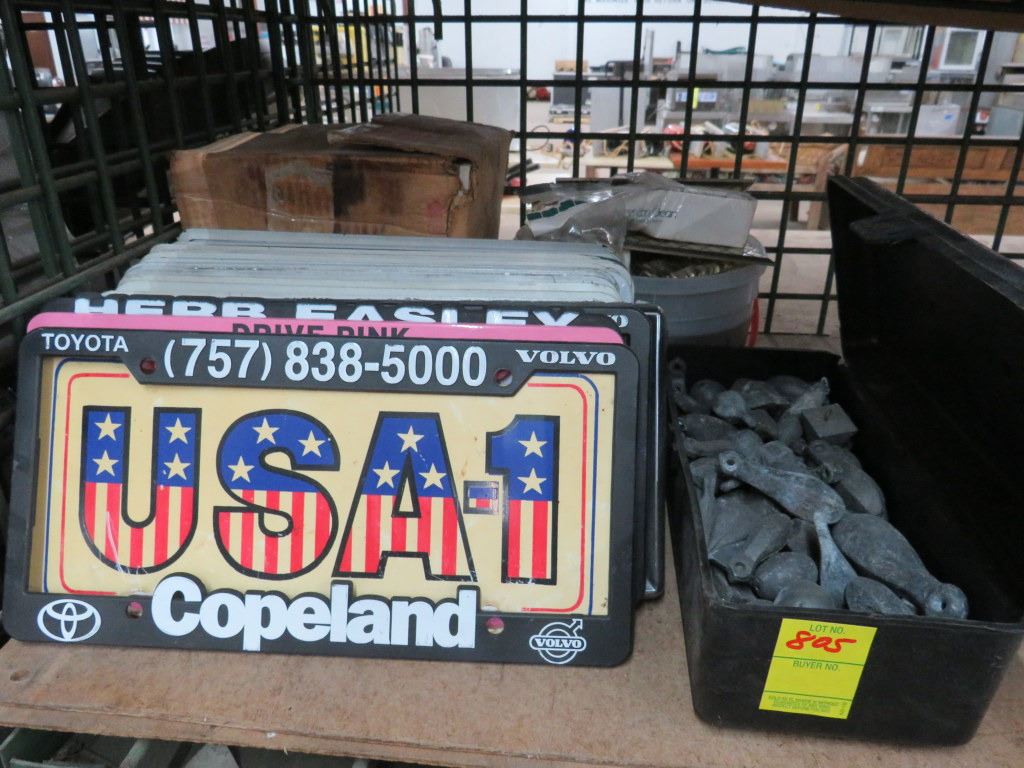 HERB EASLEY
DRIVE PINK
TOYOTA (757) 838-5000 VOLVO
USA-1
Copeland
VOLVO
LOT NO.
805
BUYER NO.